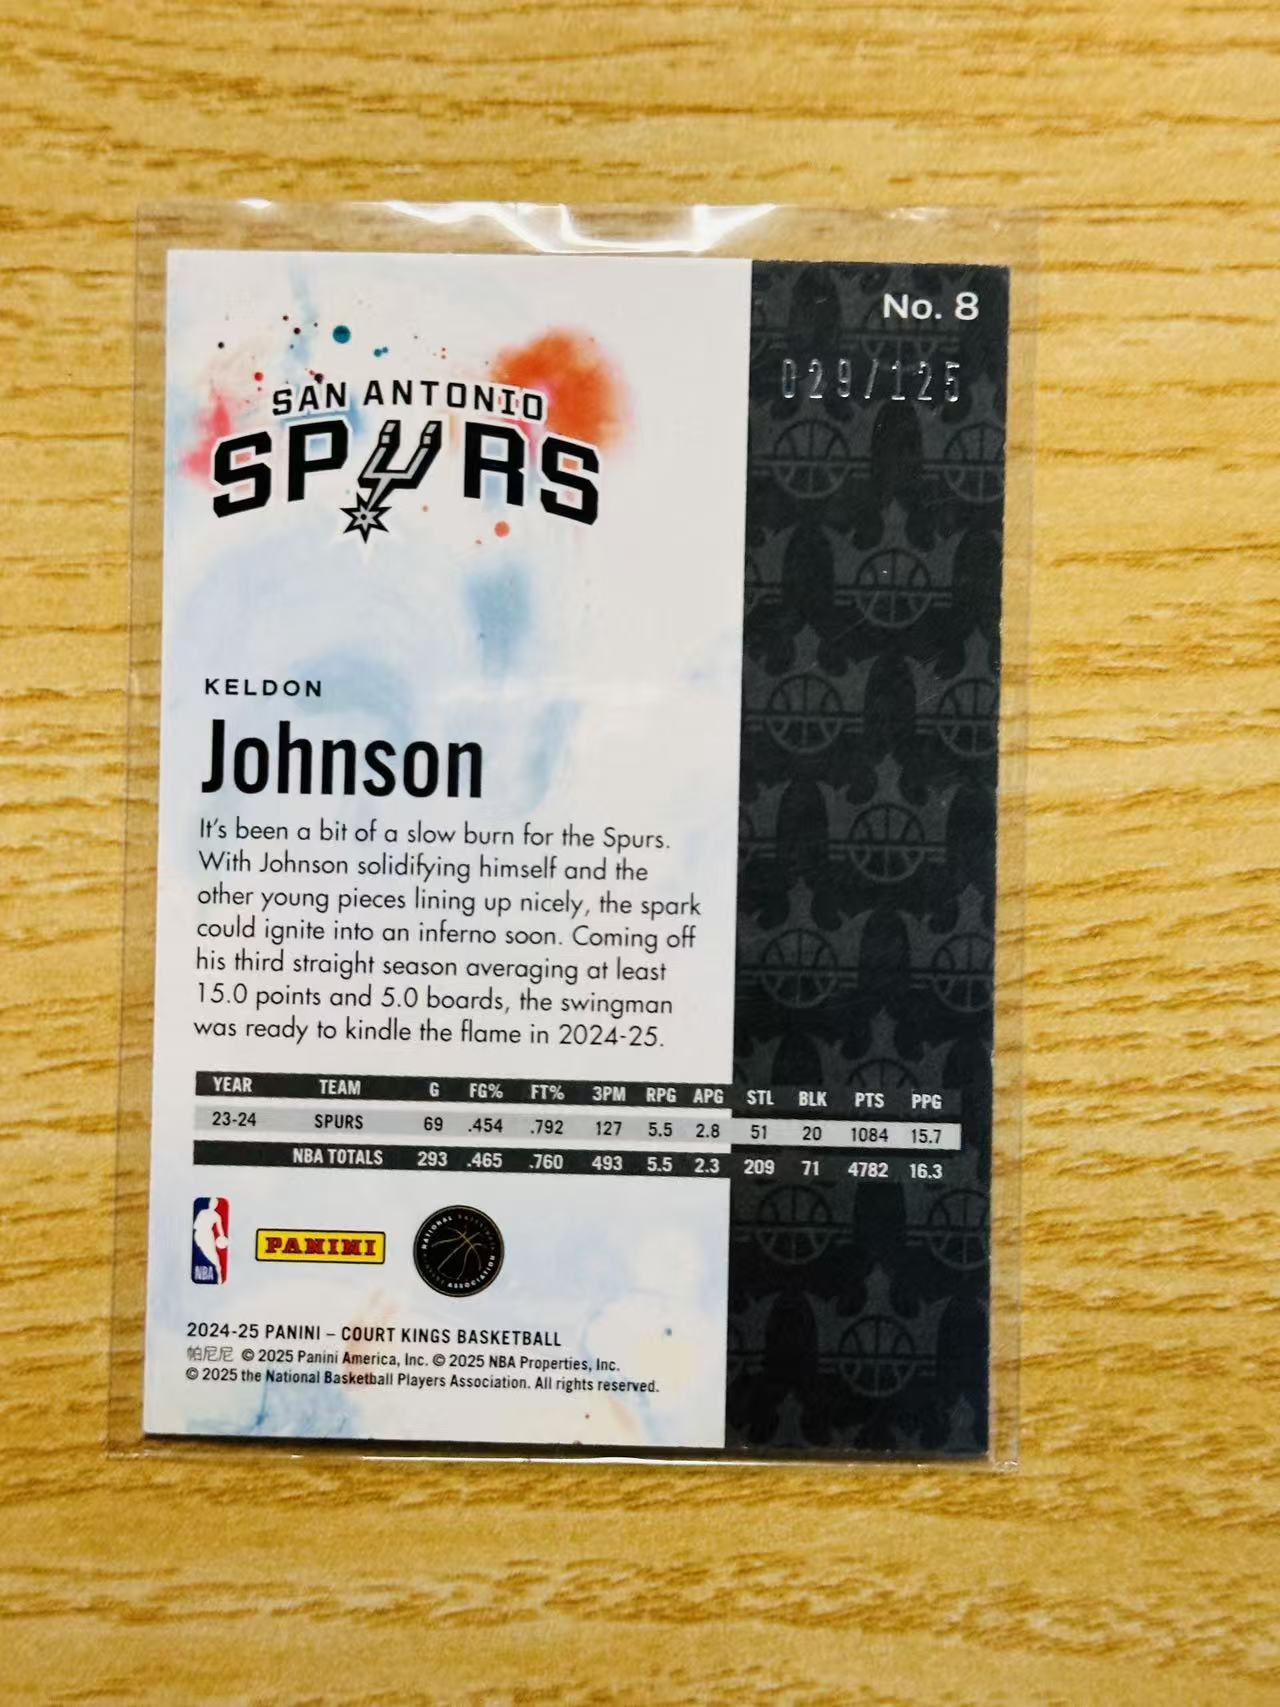 No. 8
029/125
SAN ANTONIO
SPURS
KELDON
Johnson
It's been a bit of a slow burn for the Spurs.
With Johnson solidifying himself and the
other young pieces lining up nicely, the spark
could ignite into an inferno soon. Coming off
his third straight season averaging at least
15.0 points and 5.0 boards, the swingman
was ready to kindle the flame in 2024-25.
YEAR TEAM G FG% FT% 3PM RPG APG STL BLK PTS PPG
23-24 SPURS 69 .454 .792 127 5.5 2.8 51 20 1084 15.7
NBA TOTALS 293 .465 .760 493 5.5 2.3 209 71 4782 16.3
NBA
PANINI
NATIONAL BASKETBALL
PLAYERS ASSOCIATION
2024-25 PANINI – COURT KINGS BASKETBALL
帕尼尼 © 2025 Panini America, Inc. © 2025 NBA Properties, Inc.
© 2025 the National Basketball Players Association. All rights reserved.